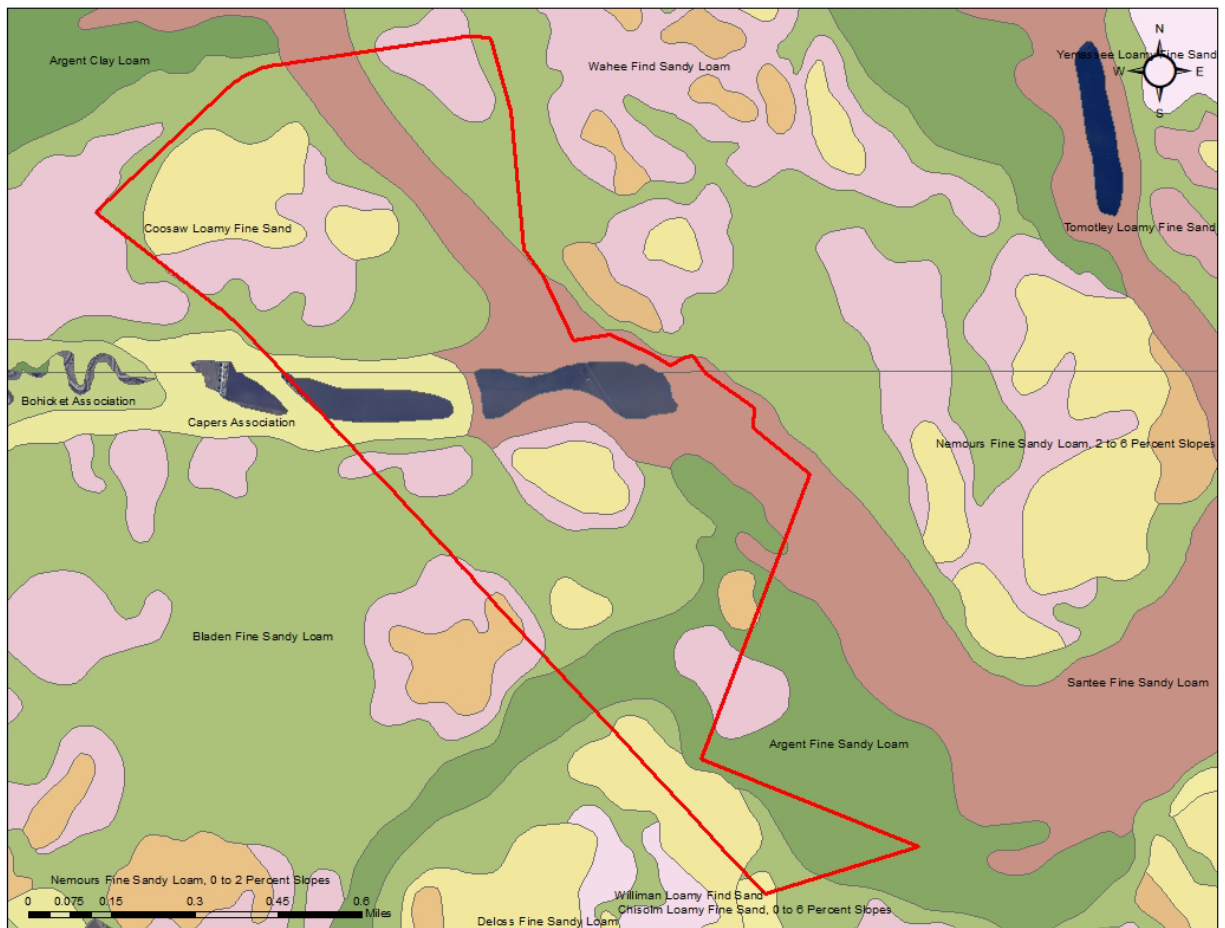 N
Yemassee Loamy Fine Sand
Argent Clay Loam
Wahee Find Sandy Loam
W
E
S
Coosaw Loamy Fine Sand
Tomotley Loamy Fine Sand
Bohicket Association
Capers Association
Nemours Fine Sandy Loam, 2 to 6 Percent Slopes
Bladen Fine Sandy Loam
Santee Fine Sandy Loam
Argent Fine Sandy Loam
Nemours Fine Sandy Loam, 0 to 2 Percent Slopes
Williman Loamy Find Sand
0 0.075 0.15 0.3 0.45 0.6
Miles
Chisolm Loamy Fine Sand, 0 to 6 Percent Slopes
Deloss Fine Sandy Loam